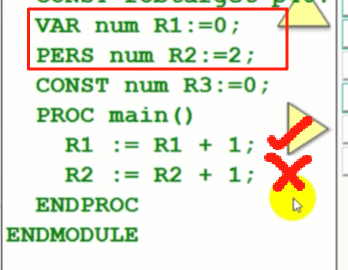 VAR num R1:=0;
PERS num R2:=2;
CONST num R3:=0;
PROC main()
R1 := R1 + 1;
R2 := R2 + 1;
ENDPROC
ENDMODULE